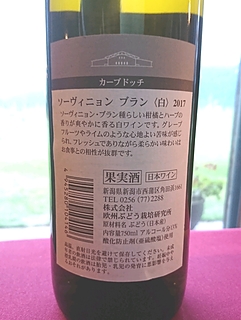 カーブドッチ
ソーヴィニョン ブラン (白) 2017
ソーヴィニョン・ブラン種らしい柑橘とハーブの
香りが爽やかに香る白ワインです。グレープ
フルーツやライムのような心地よい苦味が感じ
られ、フレッシュでありながら柔らかい味わいは
お食事との相性が抜群です。
果実酒
日本ワイン
新潟県新潟市西蒲区角田浜1661
TEL 0256 (77) 2288
株式会社
欧州ぶどう栽培研究所
原材料名 ぶどう(日本産)
内容量750ml アルコール分13%
酸化防止剤(亜硫酸塩)含有